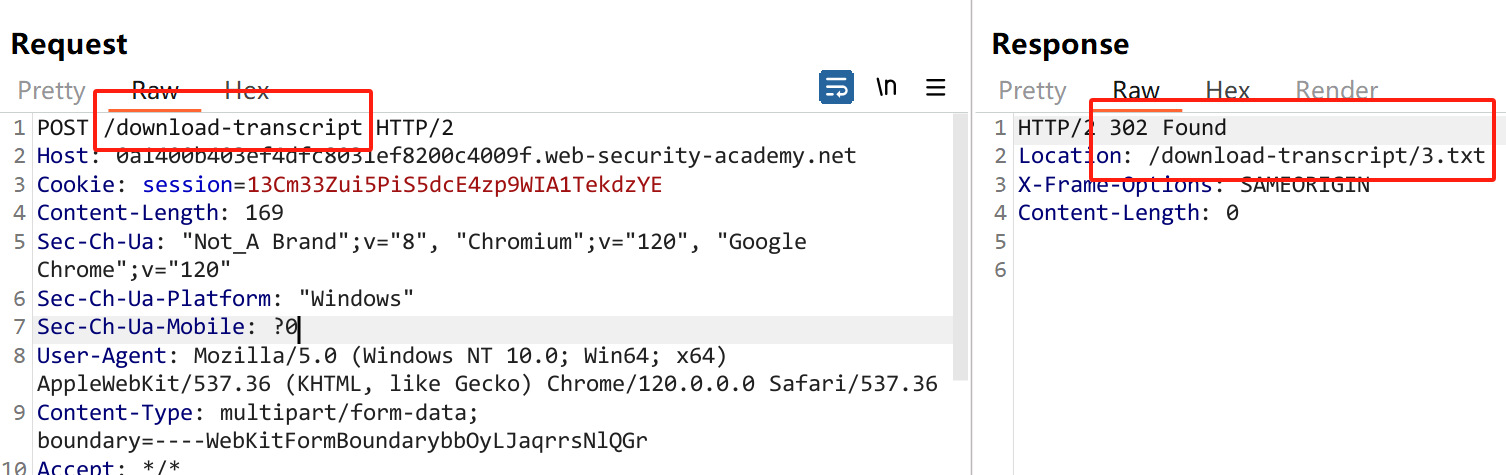 Request
Pretty Raw Hex \n
1 POST /download-transcript HTTP/2
2 Host: 0a1400b403ef4dfc8031ef8200c4009f.web-security-academy.net
3 Cookie: session=13Cm33Zui5PiS5dcE4zp9WIA1TekdzYE
4 Content-Length: 169
5 Sec-Ch-Ua: "Not_A Brand";v="8", "Chromium";v="120", "Google
Chrome";v="120"
6 Sec-Ch-Ua-Platform: "Windows"
7 Sec-Ch-Ua-Mobile: ?0
8 User-Agent: Mozilla/5.0 (Windows NT 10.0; Win64; x64)
AppleWebKit/537.36 (KHTML, like Gecko) Chrome/120.0.0.0 Safari/537.36
9 Content-Type: multipart/form-data;
boundary=----WebKitFormBoundarybbOyLJaqrrsNlQGr
10 Accept: */*
Response
Pretty Raw Hex Render
1 HTTP/2 302 Found
2 Location: /download-transcript/3.txt
3 X-Frame-Options: SAMEORIGIN
4 Content-Length: 0
5
6